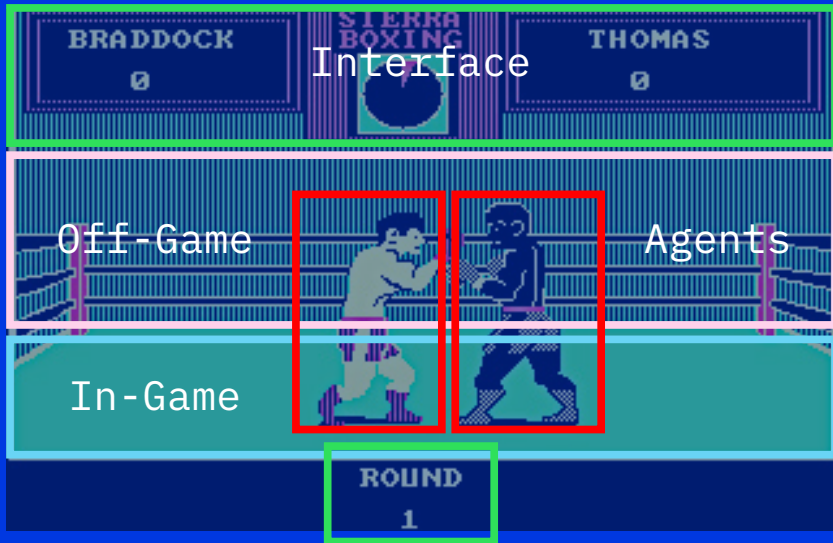 SIERRA
BRADDOCK BOXING THOMAS
Interface
0 0
Off-Game Agents
In-Game
ROUND
1